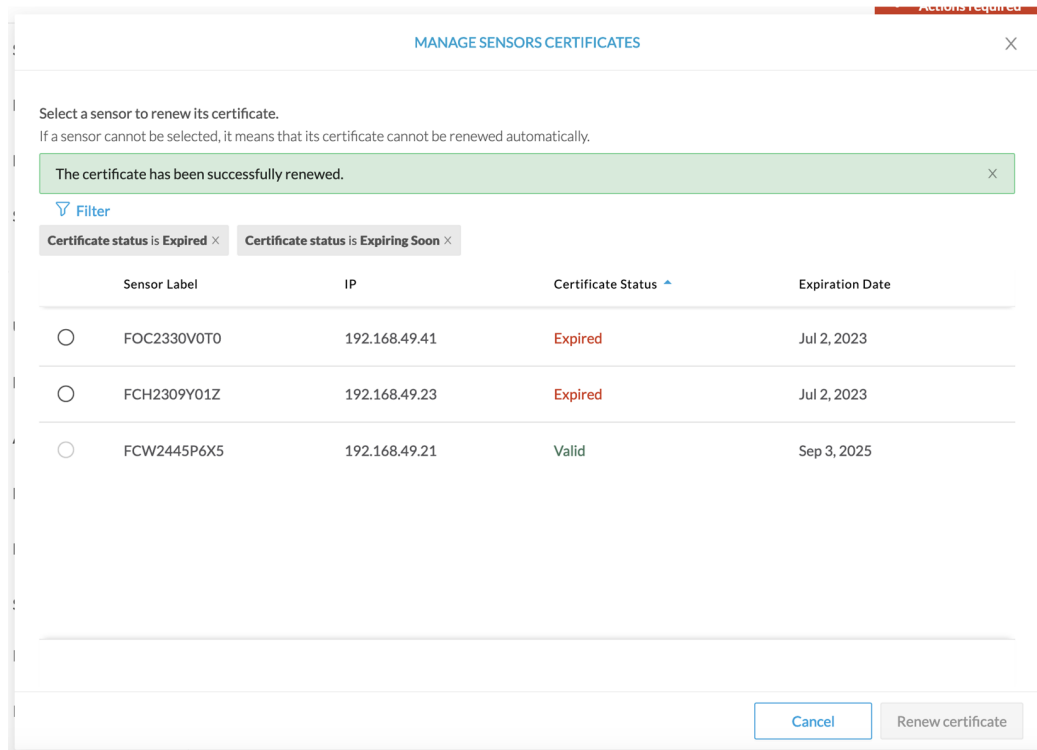 Actions required
MANAGE SENSORS CERTIFICATES
Select a sensor to renew its certificate.
If a sensor cannot be selected, it means that its certificate cannot be renewed automatically.
The certificate has been successfully renewed.
Filter
Certificate status is Expired × Certificate status is Expiring Soon ×
Sensor Label IP Certificate Status Expiration Date
FOC2330V0T0 192.168.49.41 Expired Jul 2, 2023
FCH2309Y01Z 192.168.49.23 Expired Jul 2, 2023
FCW2445P6X5 192.168.49.21 Valid Sep 3, 2025
Cancel Renew certificate